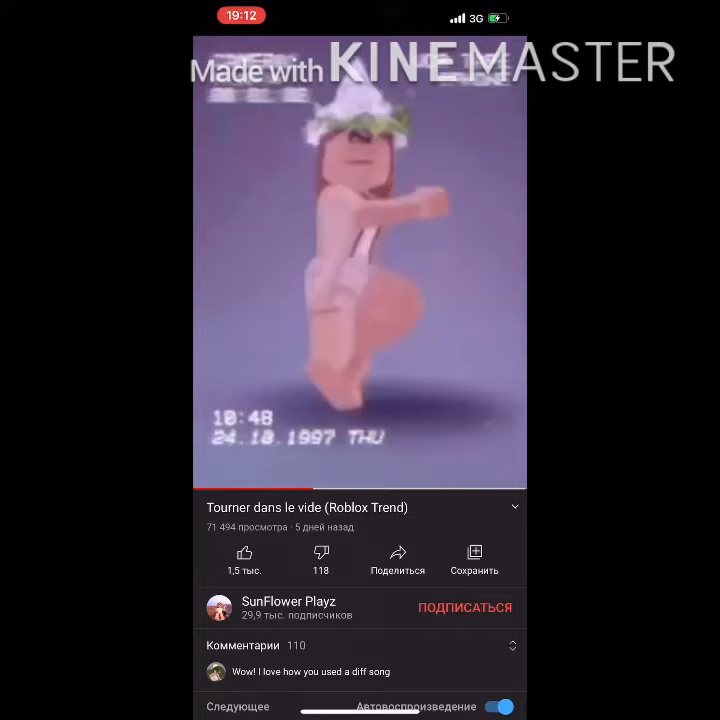 19:12
3G
Made with KINEMASTER
10:48
24.10.1997 THU
Tourner dans le vide (Roblox Trend)
71 494 просмотра · 5 дней назад
1,5 тыс.
118
Поделиться
Сохранить
SunFlower Playz
29,9 тыс. подписчиков
ПОДПИСАТЬСЯ
Комментарии 110
Wow! I love how you used a diff song
Следующее
Автовоспроизведение